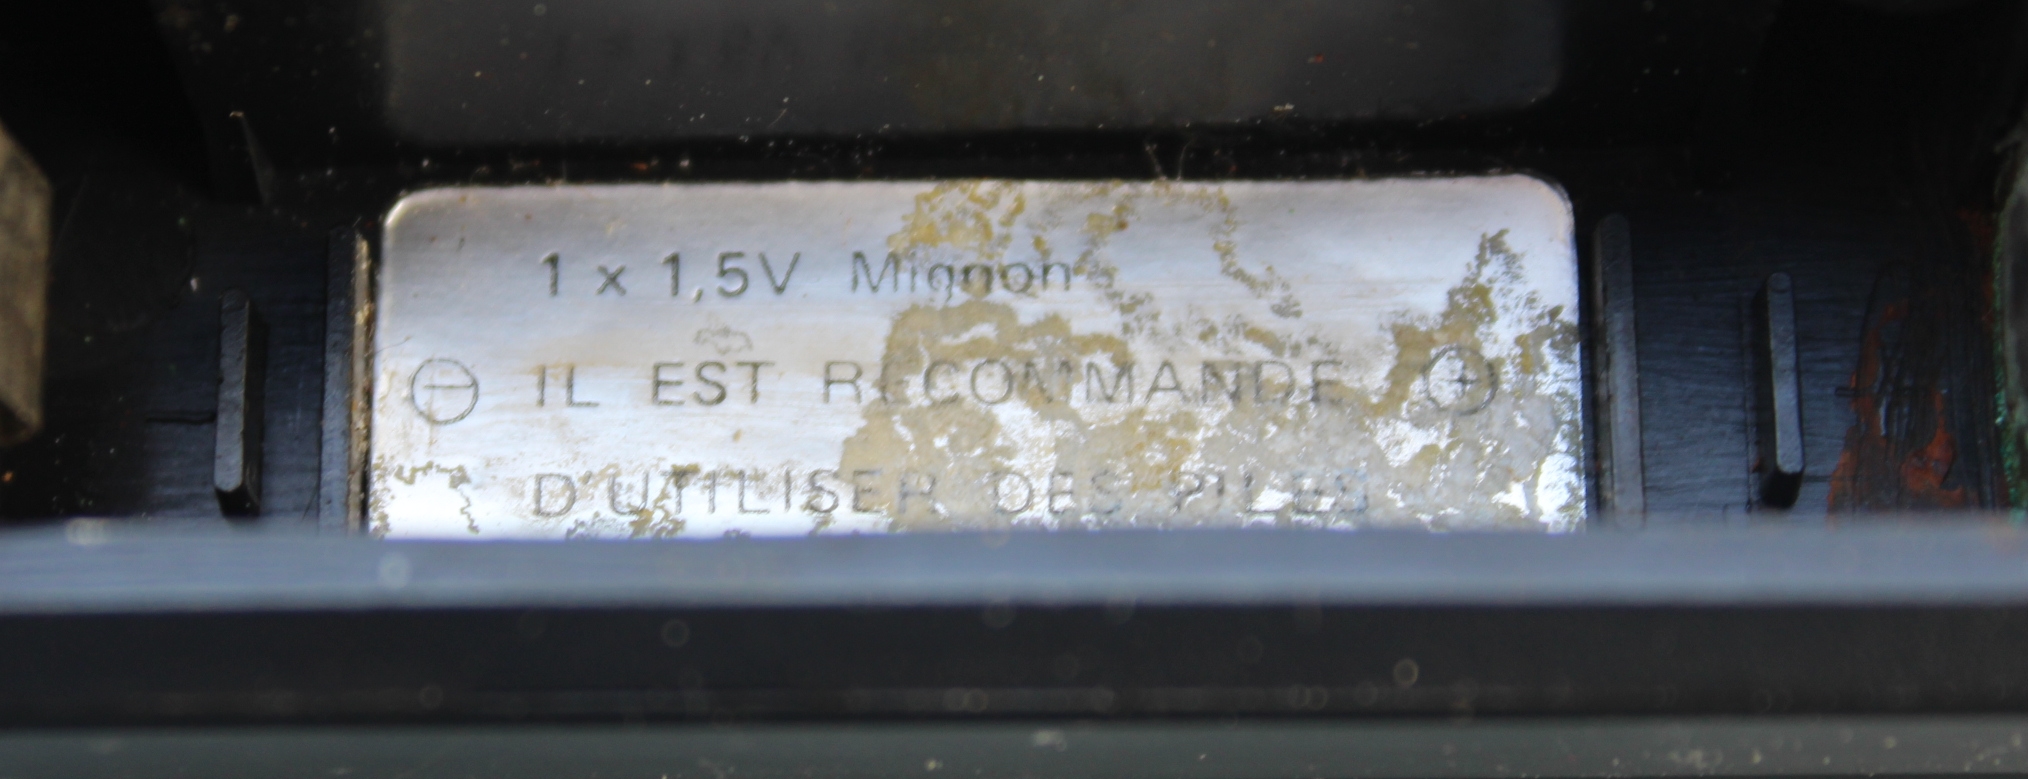 1 x 1,5V Mignon
⊖ IL EST RECOMMANDE ⊕
D'UTILISER DES PILES